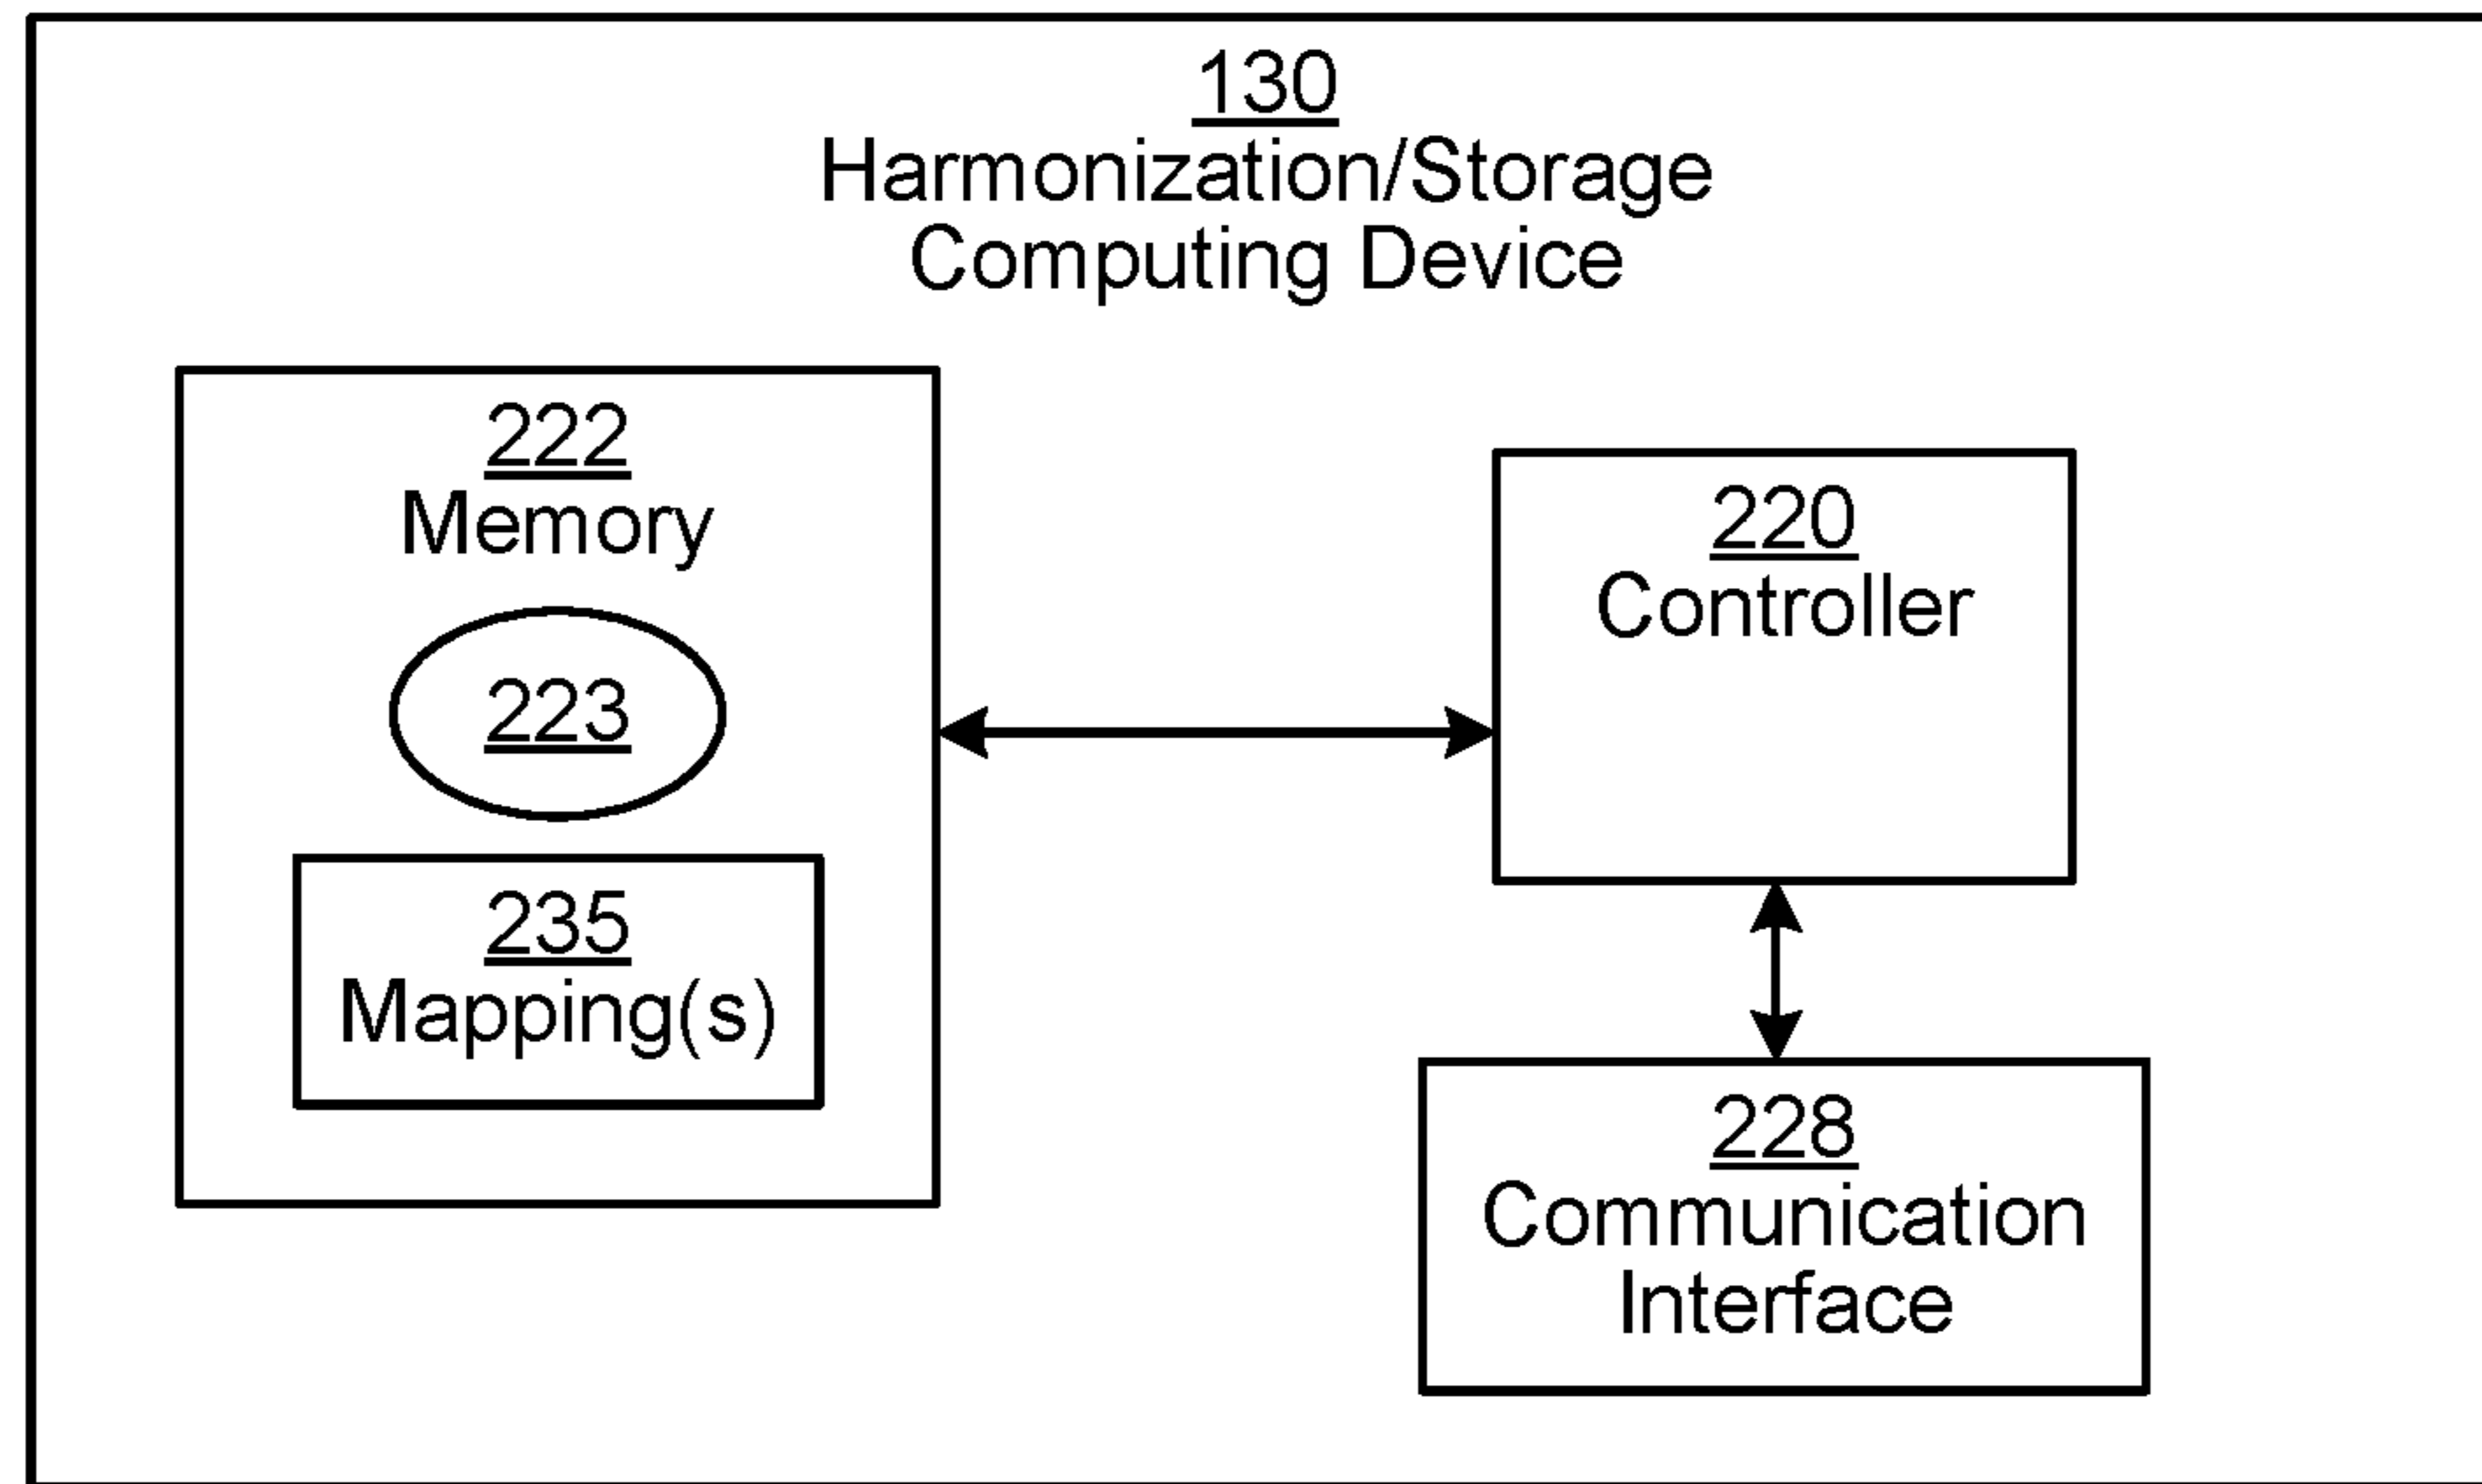 130
Harmonization/Storage
Computing Device
222
Memory
223
235
Mapping(s)
220
Controller
228
Communication
Interface